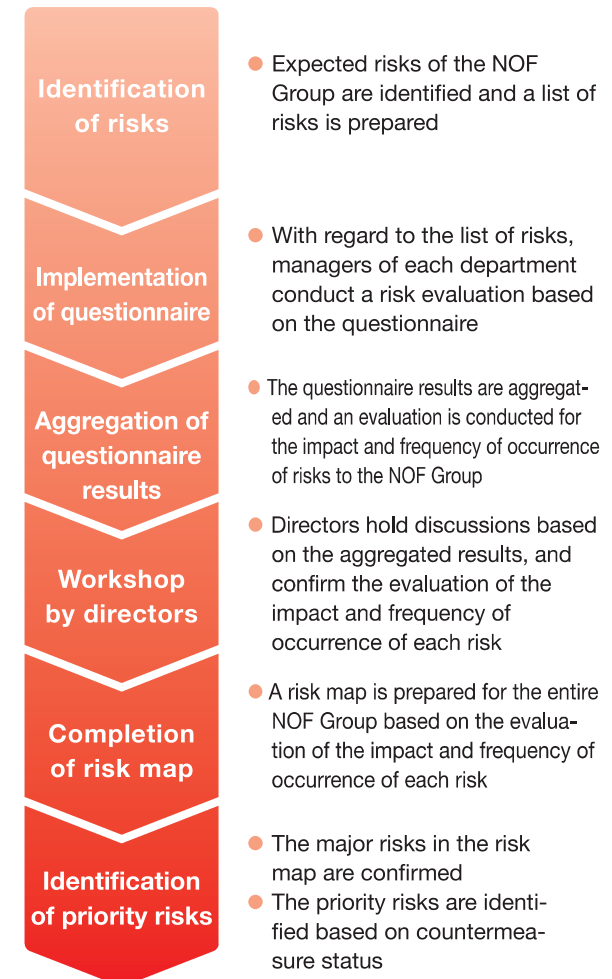 Identification
of risks
● Expected risks of the NOF
Group are identified and a list of
risks is prepared
Implementation
of questionnaire
● With regard to the list of risks,
managers of each department
conduct a risk evaluation based
on the questionnaire
Aggregation of
questionnaire
results
● The questionnaire results are aggregat-
ed and an evaluation is conducted for
the impact and frequency of occurrence
of risks to the NOF Group
Workshop
by directors
● Directors hold discussions based
on the aggregated results, and
confirm the evaluation of the
impact and frequency of
occurrence of each risk
Completion
of risk map
● A risk map is prepared for the entire
NOF Group based on the evalua-
tion of the impact and frequency of
occurrence of each risk
Identification
of priority risks
● The major risks in the risk
map are confirmed
● The priority risks are identi-
fied based on countermea-
sure status